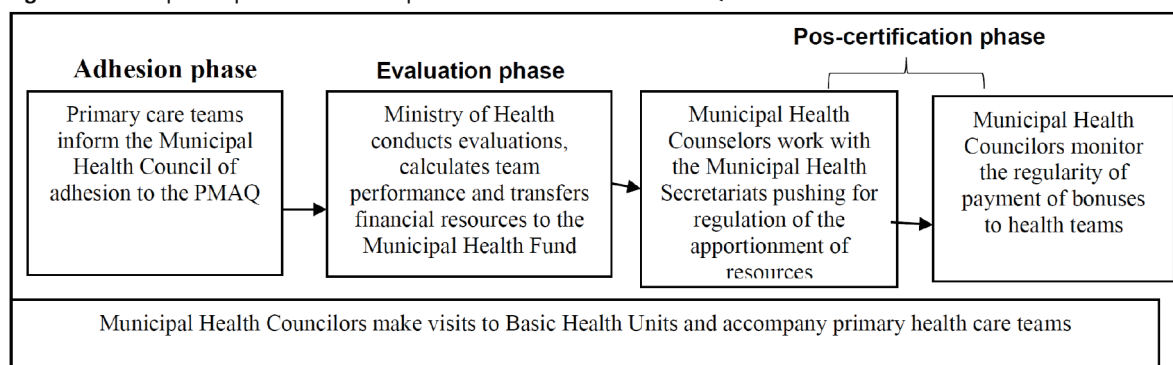 Pos-certification phase
Adhesion phase
Evaluation phase
Primary care teams
inform the Municipal
Health Council of
adhesion to the PMAQ
Ministry of Health
conducts evaluations,
calculates team
performance and transfers
financial resources to the
Municipal Health Fund
Municipal Health
Counselors work with
the Municipal Health
Secretariats pushing for
regulation of the
apportionment of
resources
Municipal Health
Councilors monitor
the regularity of
payment of bonuses
to health teams
Municipal Health Councilors make visits to Basic Health Units and accompany primary health care teams